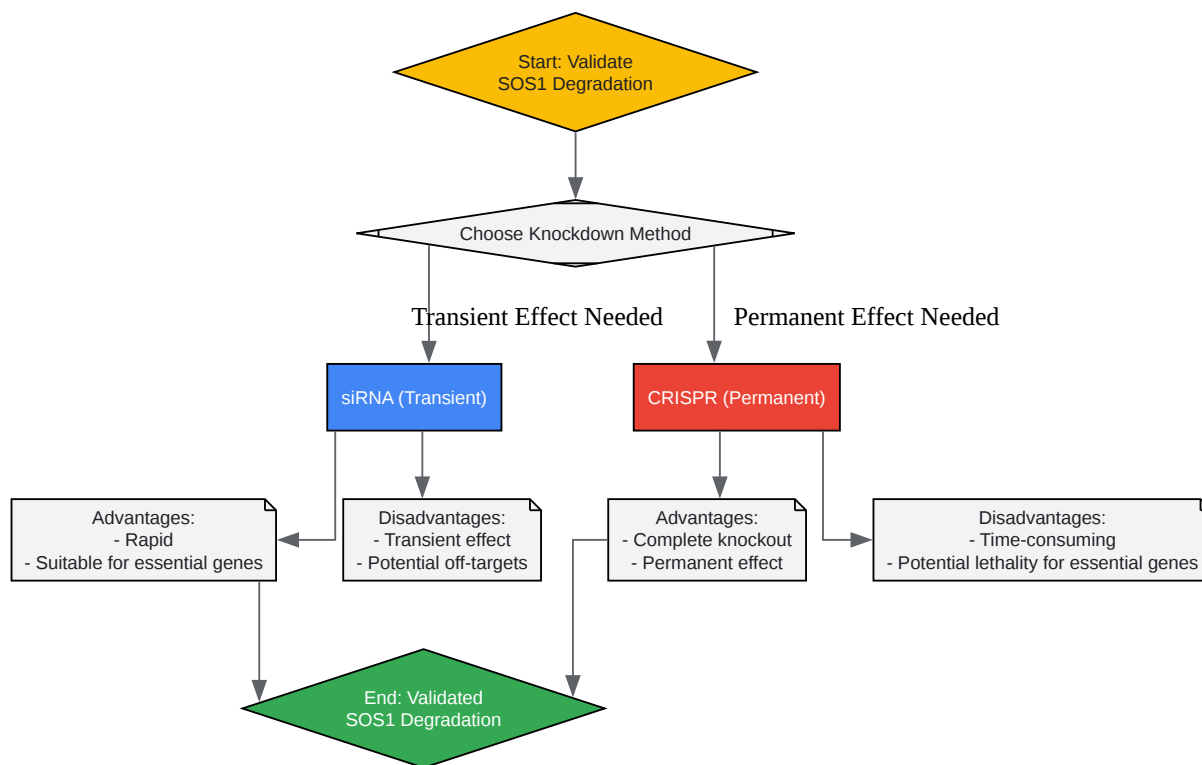 Start: Validate
SOS1 Degradation
Choose Knockdown Method
Transient Effect Needed
Permanent Effect Needed
siRNA (Transient)
CRISPR (Permanent)
Advantages:
- Rapid
- Suitable for essential genes
Disadvantages:
- Transient effect
- Potential off-targets
Advantages:
- Complete knockout
- Permanent effect
Disadvantages:
- Time-consuming
- Potential lethality for essential genes
End: Validated
SOS1 Degradation